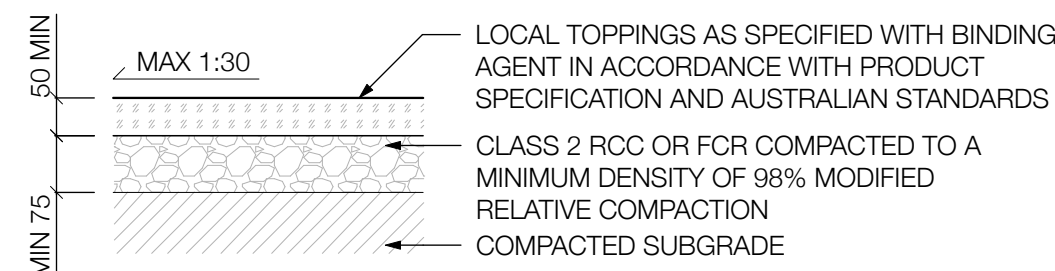 50 MIN
MAX 1:30
LOCAL TOPPINGS AS SPECIFIED WITH BINDING
AGENT IN ACCORDANCE WITH PRODUCT
SPECIFICATION AND AUSTRALIAN STANDARDS
CLASS 2 RCC OR FCR COMPACTED TO A
MINIMUM DENSITY OF 98% MODIFIED
RELATIVE COMPACTION
MIN 75
COMPACTED SUBGRADE